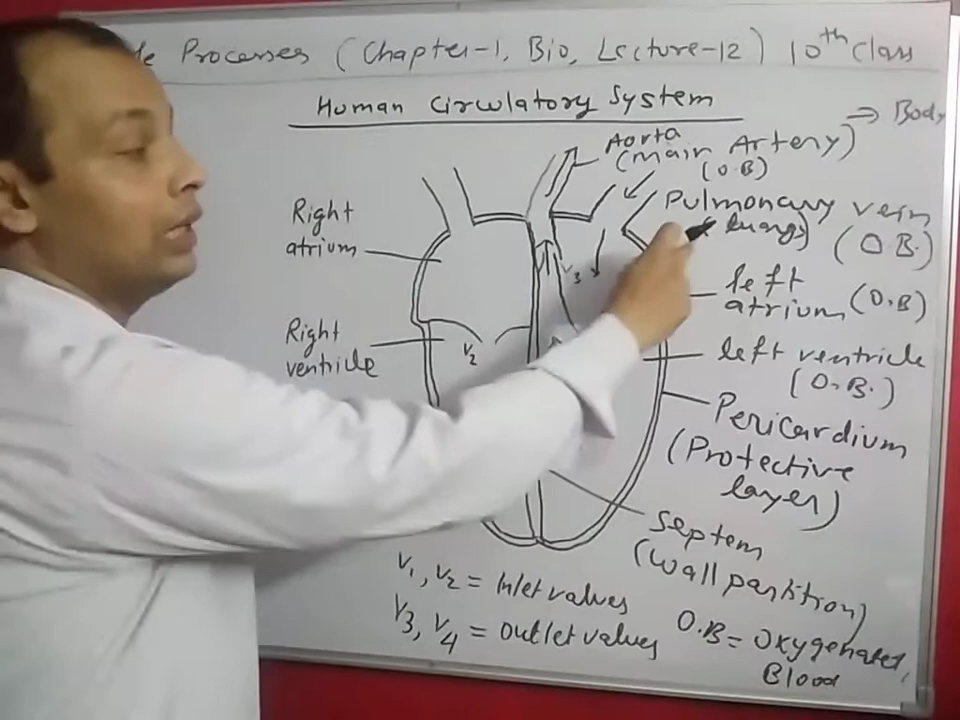 Processes (Chapter-1, Bio, Lecture-12) 10th Class
Human Circulatory System
Aorta
(Main Artery) → Body
(O.B)
Pulmonary vein
(Lungs) (O.B.)
Right
atrium
left
atrium (O.B)
V3
Right
ventricle
V2
left ventricle
(O.B.)
Pericardium
(Protective
layer)
Septem
(Wall partition)
V1, V2 = Inlet valves
V3, V4 = Outlet valves
O.B = Oxygenated
Blood